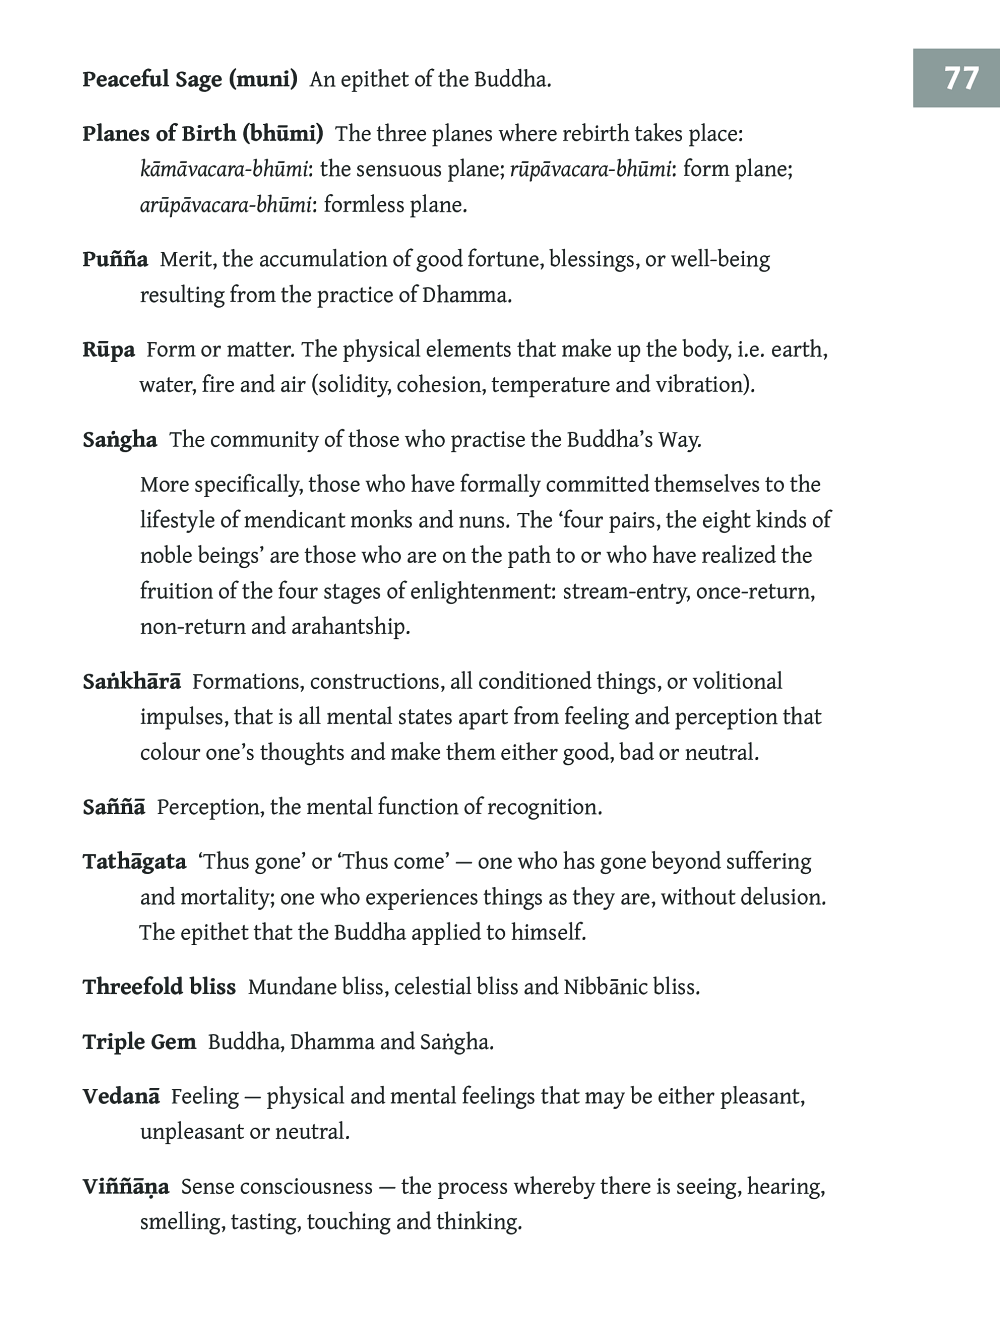 77
Peaceful Sage (muni) An epithet of the Buddha.
Planes of Birth (bhūmi) The three planes where rebirth takes place:
kāmāvacara-bhūmi: the sensuous plane; rūpāvacara-bhūmi: form plane;
arūpāvacara-bhūmi: formless plane.
Puñña Merit, the accumulation of good fortune, blessings, or well-being
resulting from the practice of Dhamma.
Rūpa Form or matter. The physical elements that make up the body, i.e. earth,
water, fire and air (solidity, cohesion, temperature and vibration).
Saṅgha The community of those who practise the Buddha’s Way.
More specifically, those who have formally committed themselves to the
lifestyle of mendicant monks and nuns. The ‘four pairs, the eight kinds of
noble beings’ are those who are on the path to or who have realized the
fruition of the four stages of enlightenment: stream-entry, once-return,
non-return and arahantship.
Saṅkhārā Formations, constructions, all conditioned things, or volitional
impulses, that is all mental states apart from feeling and perception that
colour one’s thoughts and make them either good, bad or neutral.
Saññā Perception, the mental function of recognition.
Tathāgata ‘Thus gone’ or ‘Thus come’ — one who has gone beyond suffering
and mortality; one who experiences things as they are, without delusion.
The epithet that the Buddha applied to himself.
Threefold bliss Mundane bliss, celestial bliss and Nibbānic bliss.
Triple Gem Buddha, Dhamma and Saṅgha.
Vedanā Feeling — physical and mental feelings that may be either pleasant,
unpleasant or neutral.
Viññāṇa Sense consciousness — the process whereby there is seeing, hearing,
smelling, tasting, touching and thinking.